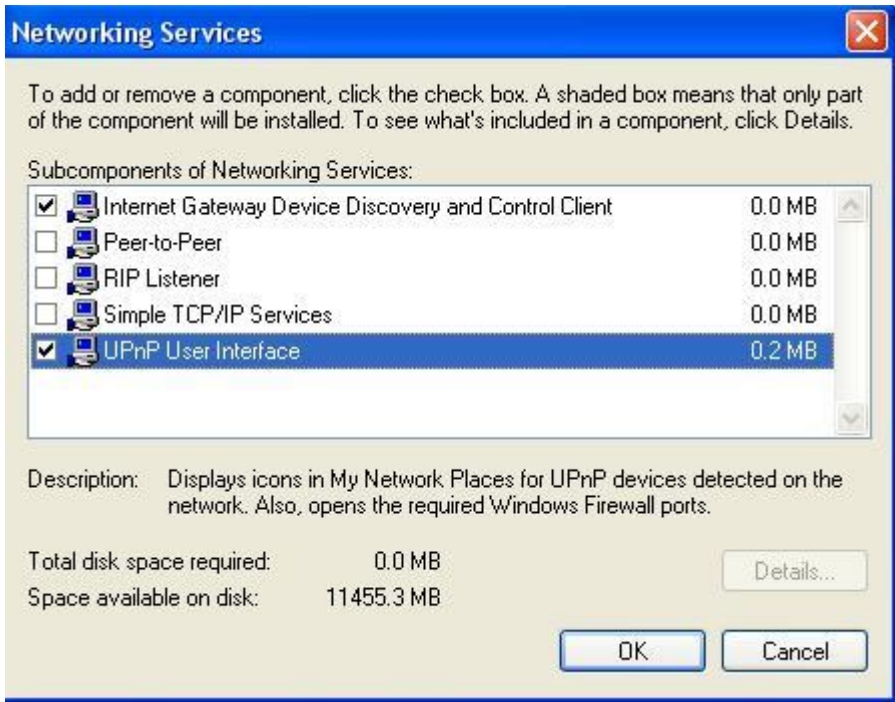 Networking Services
To add or remove a component, click the check box. A shaded box means that only part
of the component will be installed. To see what's included in a component, click Details.
Subcomponents of Networking Services:
Internet Gateway Device Discovery and Control Client 0.0 MB
Peer-to-Peer 0.0 MB
RIP Listener 0.0 MB
Simple TCP/IP Services 0.0 MB
UPnP User Interface 0.2 MB
Description: Displays icons in My Network Places for UPnP devices detected on the
network. Also, opens the required Windows Firewall ports.
Total disk space required: 0.0 MB
Details...
Space available on disk: 11455.3 MB
OK Cancel